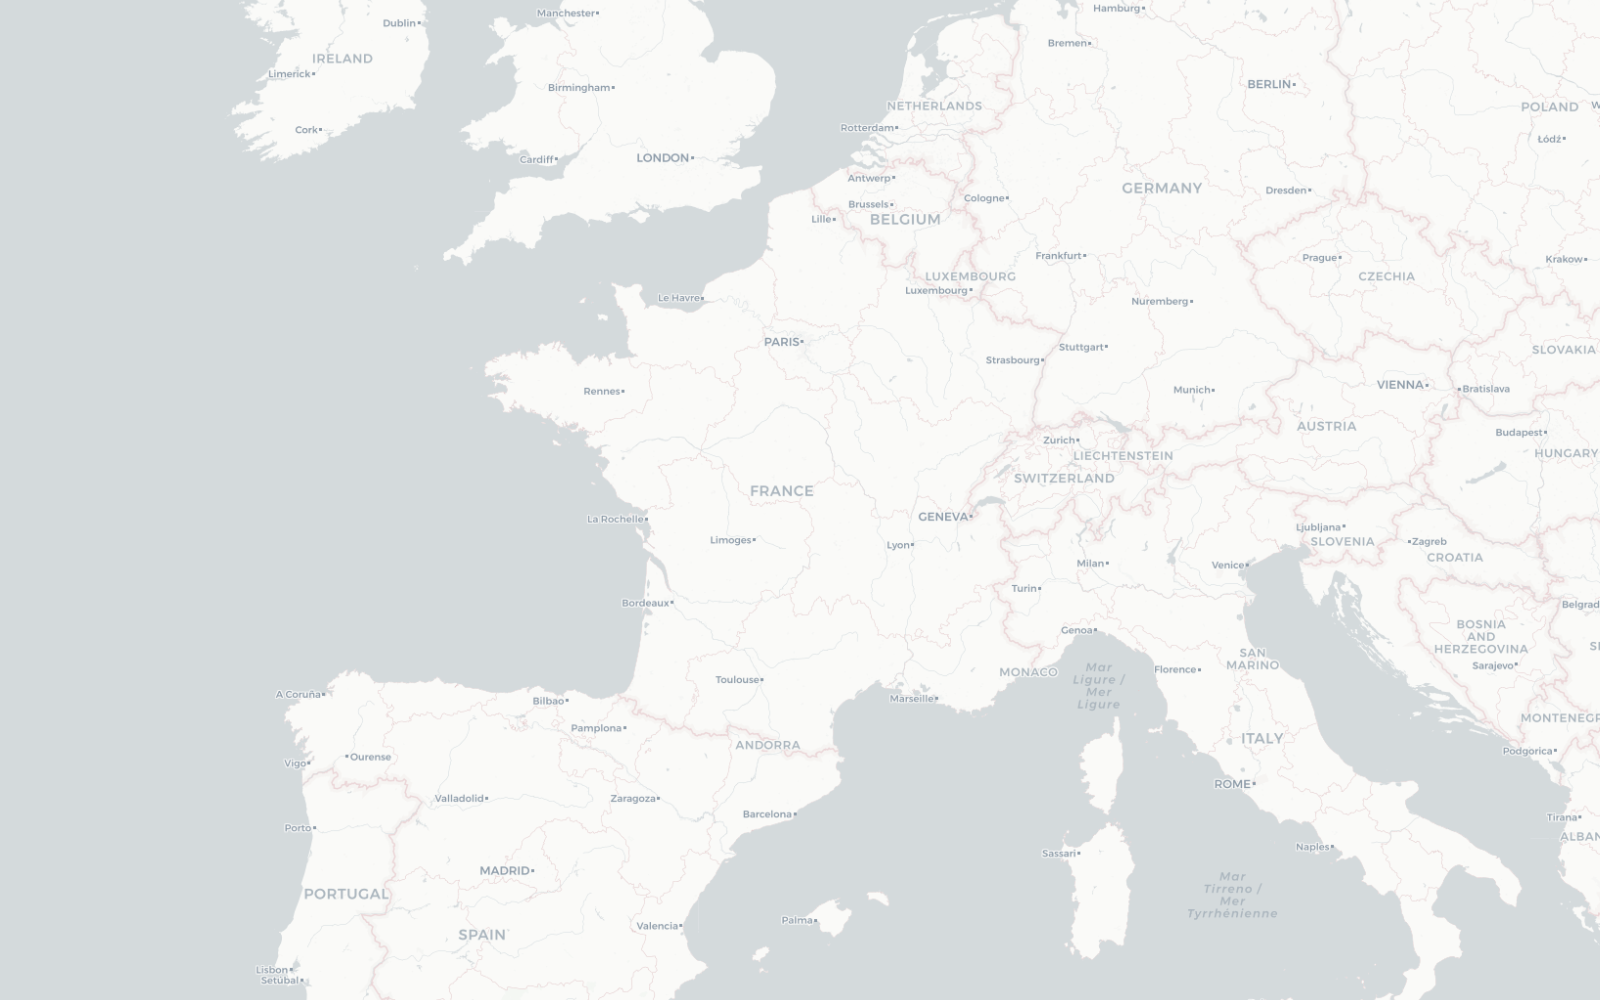 Manchester
Hamburg
Dublin
Bremen
IRELAND
Limerick
Birmingham
BERLIN
NETHERLANDS
POLAND
Cork
Rotterdam
Łódź
Cardiff
LONDON
Antwerp
GERMANY
Dresden
Cologne
Brussels
Lille
BELGIUM
Frankfurt
Prague
Krakow
LUXEMBOURG
CZECHIA
Luxembourg
Le Havre
Nuremberg
PARIS
Stuttgart
SLOVAKIA
Strasbourg
Rennes
Munich
VIENNA
Bratislava
AUSTRIA
Budapest
Zurich
LIECHTENSTEIN
HUNGARY
SWITZERLAND
FRANCE
La Rochelle
GENEVA
Ljubljana
Limoges
Lyon
SLOVENIA
Zagreb
CROATIA
Milan
Venice
Turin
Bordeaux
Belgrad
BOSNIA
AND
HERZEGOVINA
Genoa
SAN
MARINO
Sarajevo
MONACO
Mar
Ligure /
Mer
Ligure
Florence
Toulouse
A Coruña
Bilbao
Marseille
Pamplona
MONTENEGR
ANDORRA
ITALY
Podgorica
Ourense
Vigo
ROME
Valladolid
Zaragoza
Barcelona
Tirana
Porto
ALBAN
Naples
Sassari
MADRID
Mar
Tirreno /
Mer
Tyrrhénienne
PORTUGAL
Palma
Valencia
SPAIN
Lisbon
Setúbal